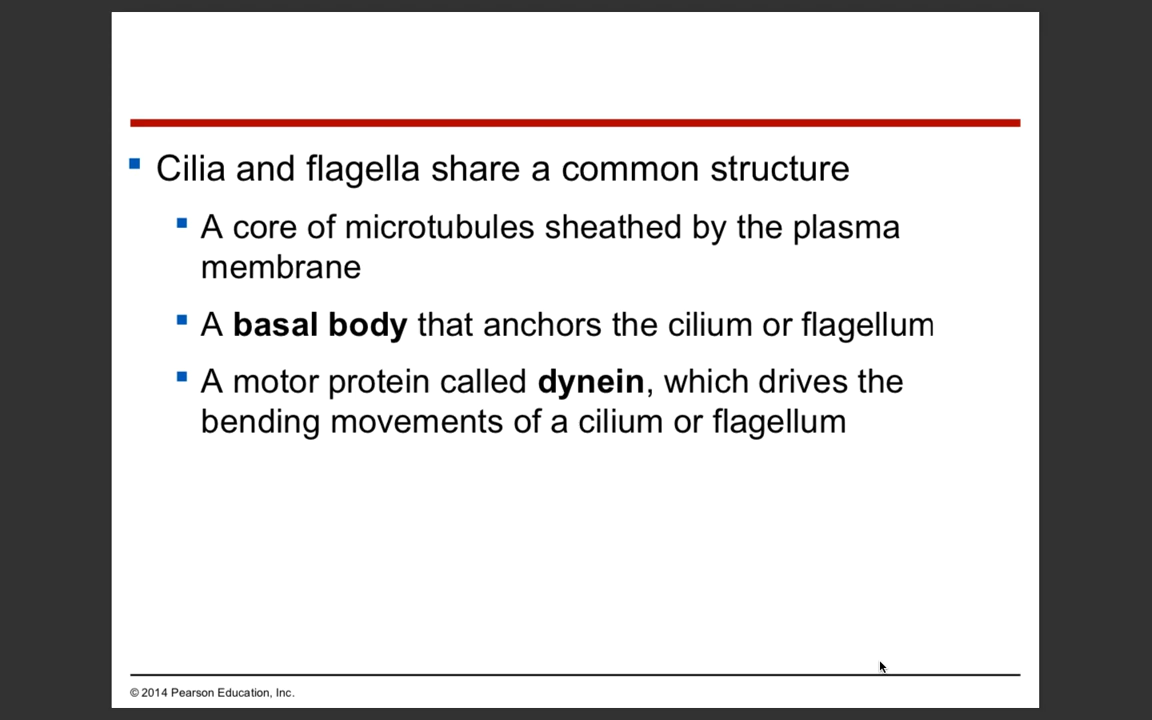 Cilia and flagella share a common structure
A core of microtubules sheathed by the plasma
membrane
A basal body that anchors the cilium or flagellum
A motor protein called dynein, which drives the
bending movements of a cilium or flagellum
© 2014 Pearson Education, Inc.